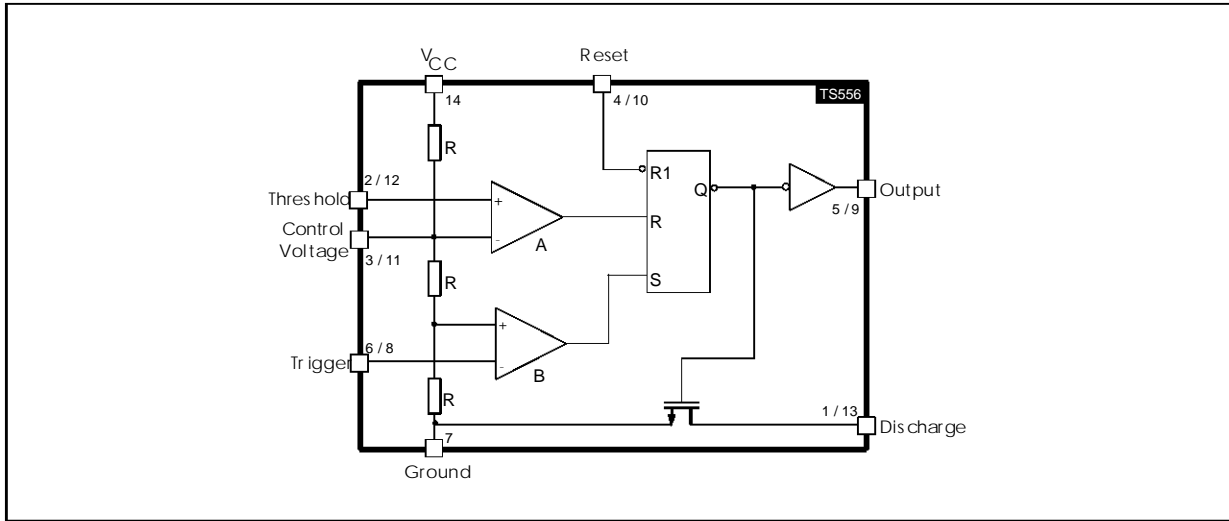 VCC
Reset
14
4 / 10
TS556
R
2 / 12
Threshold
+
R1
Q
Output
5 / 9
Control
Voltage
-
A
R
3 / 11
R
S
+
6 / 8
Trigger
-
B
R
1 / 13
Discharge
7
Ground